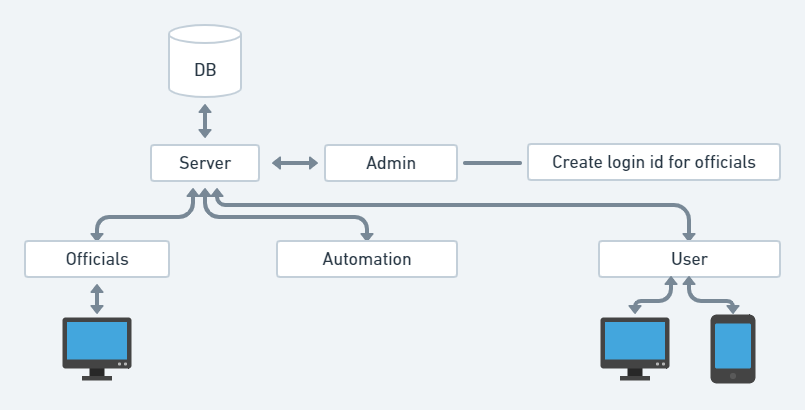 DB
Server
Admin
Create login id for officials
Officials
Automation
User